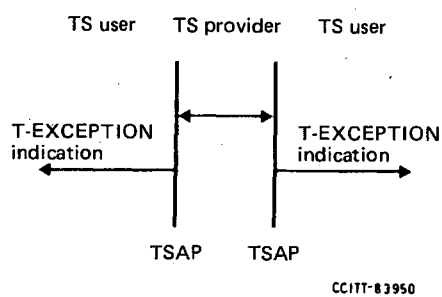 TS user TS provider TS user
T-EXCEPTION indication
T-EXCEPTION indication
TSAP TSAP
CCITT-83950